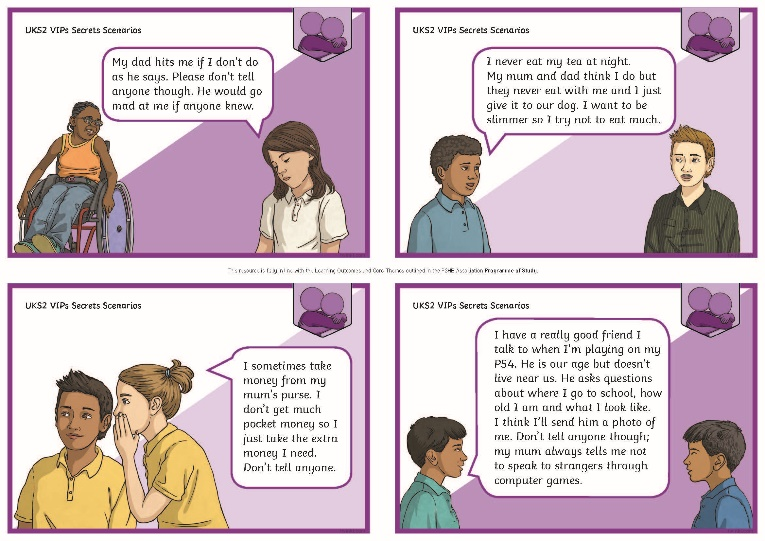 UKS2 VIPs Secrets Scenarios
My dad hits me if I don't do
as he says. Please don't tell
anyone though. He would go
mad at me if anyone knew.
UKS2 VIPs Secrets Scenarios
I never eat my tea at night.
My mum and dad think I do but
they never eat with me and I just
give it to our dog. I want to be
slimmer so I try not to eat much.
This resource is fully in line with the Learning Outcomes and Core Themes outlined in the PSHE Association Programme of Study.
UKS2 VIPs Secrets Scenarios
I sometimes take
money from my
mum's purse. I
don't get much
pocket money so I
just take the extra
money I need.
Don't tell anyone.
UKS2 VIPs Secrets Scenarios
I have a really good friend I
talk to when I'm playing on my
PS4. He is our age but doesn't
live near us. He asks questions
about where I go to school, how
old I am and what I look like.
I think I'll send him a photo of
me. Don't tell anyone though;
my mum always tells me not
to speak to strangers through
computer games.